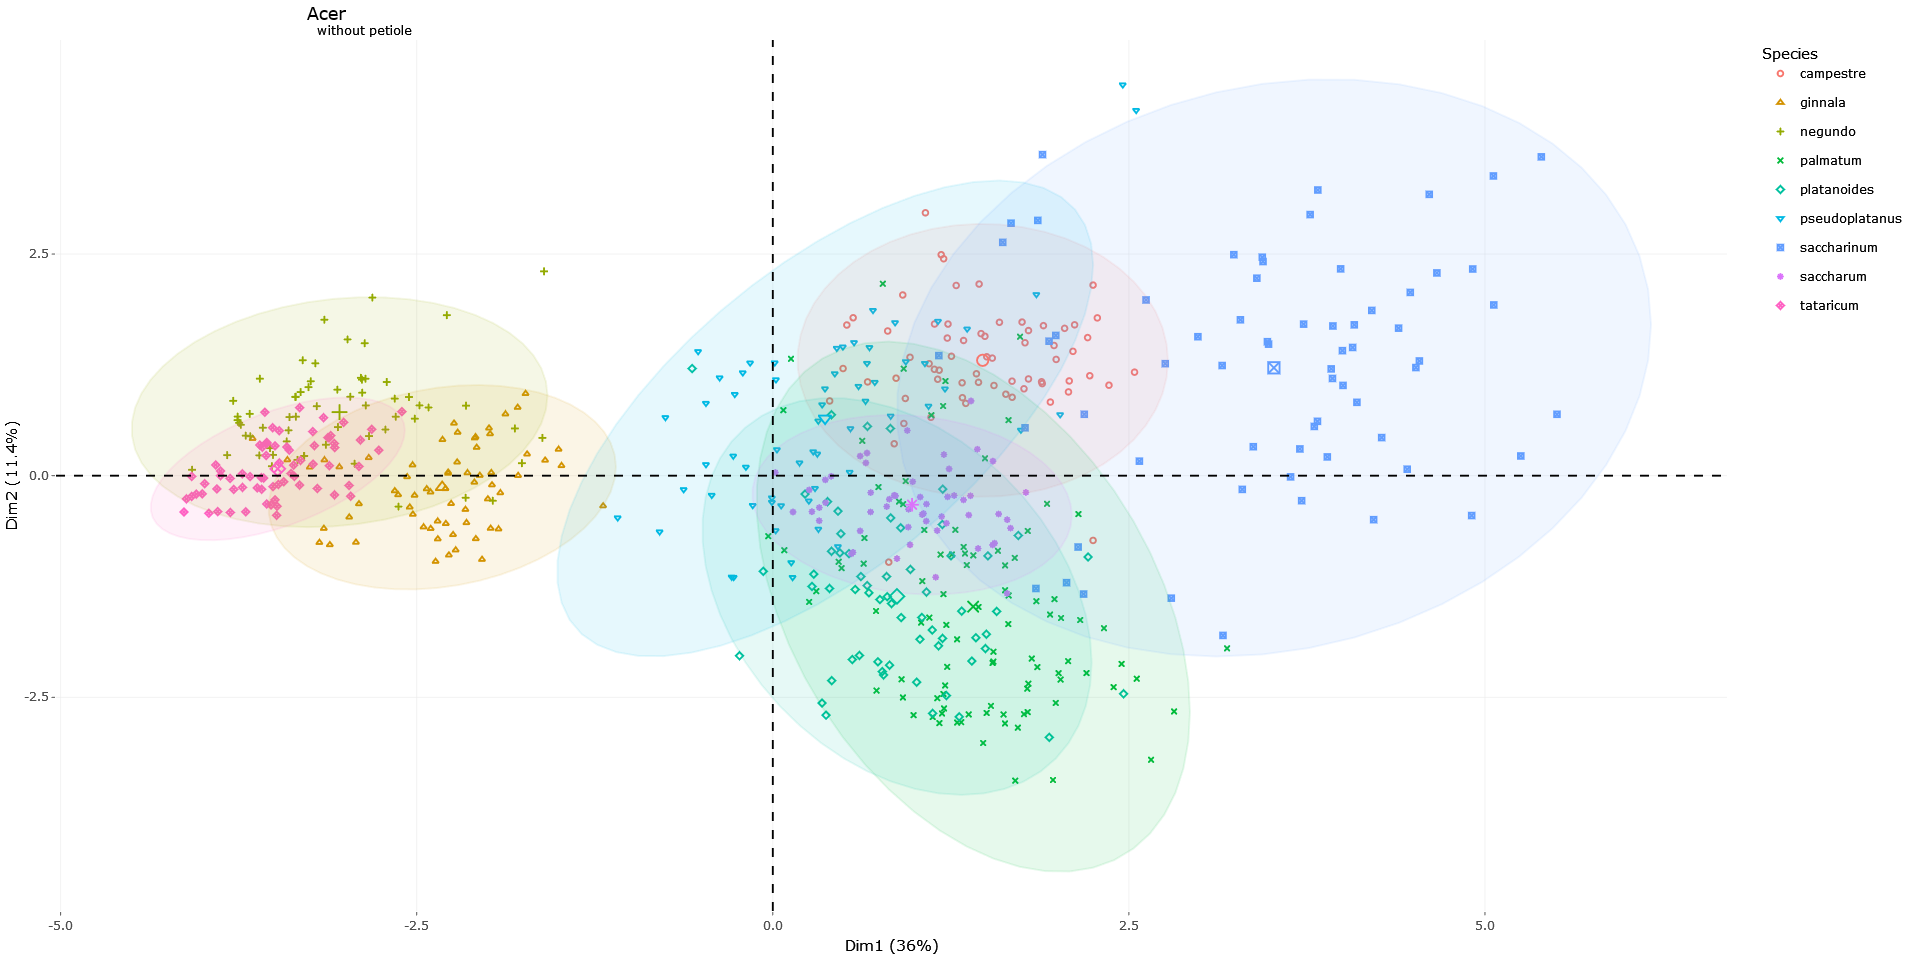 Acer
without petiole
Species
campestre
ginnala
negundo
palmatum
platanoides
pseudoplatanus
saccharinum
saccharum
tataricum
2.5
0.0
-2.5
Dim2 (11.4%)
-5.0
-2.5
0.0
2.5
5.0
Dim1 (36%)